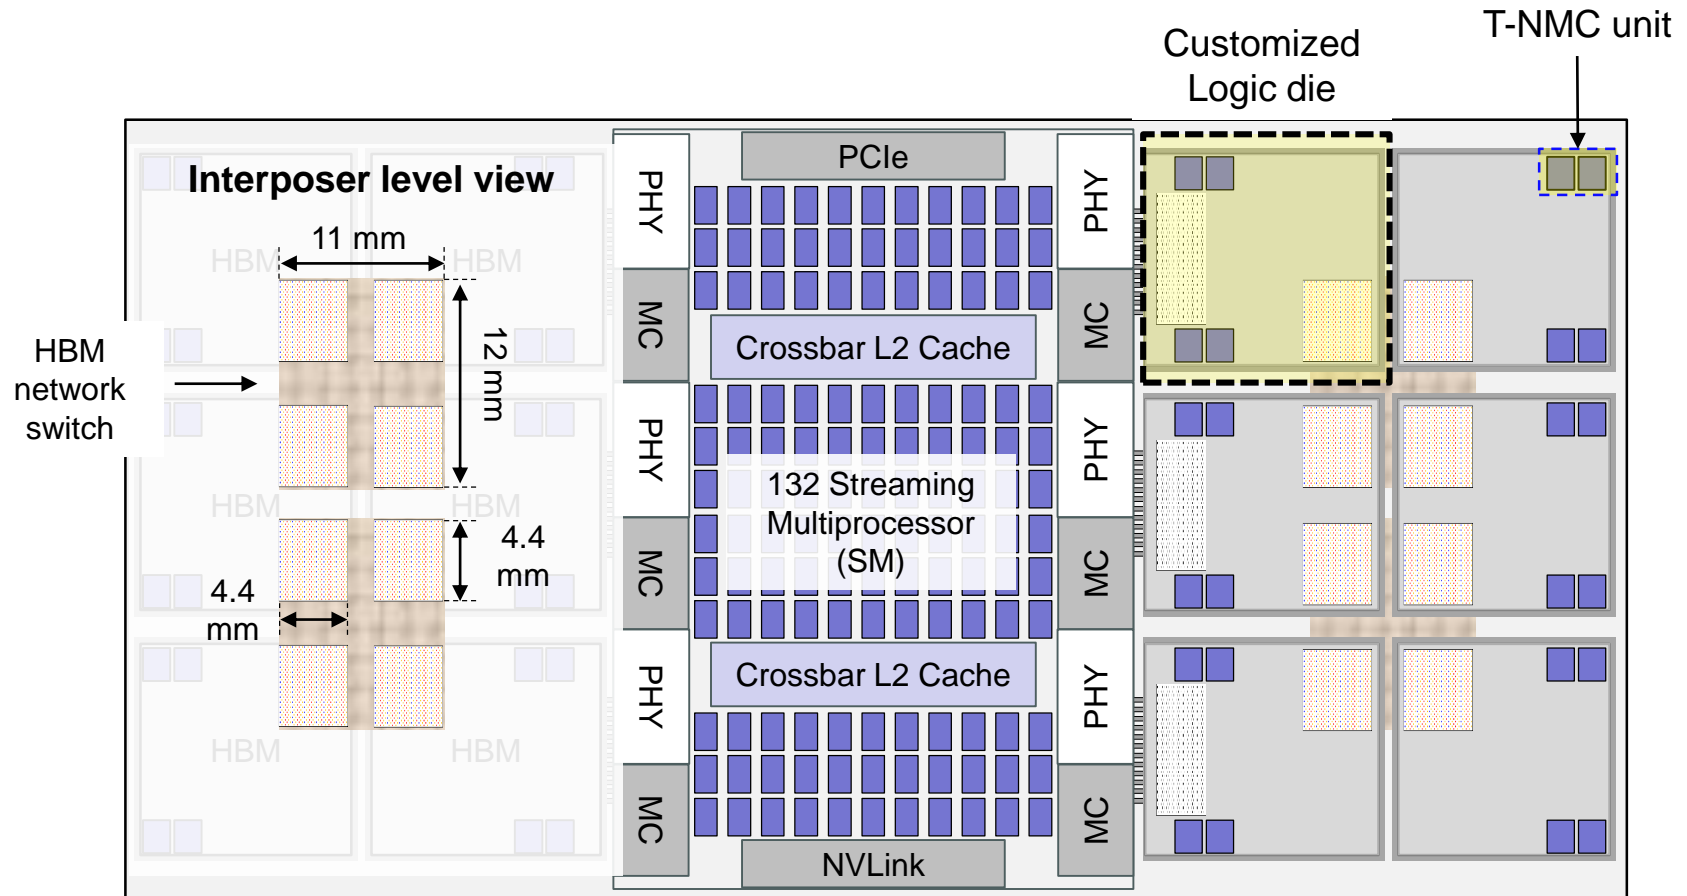 T-NMC unit
Customized
Logic die
PCIe
Interposer level view
11 mm
HBM
HBM
12 mm
HBM
network
switch
HBM
HBM
4.4
mm
4.4
mm
HBM
HBM
PHY
MC
PHY
MC
PHY
MC
Crossbar L2 Cache
132 Streaming
Multiprocessor
(SM)
Crossbar L2 Cache
NVLink
PHY
MC
PHY
MC
PHY
MC